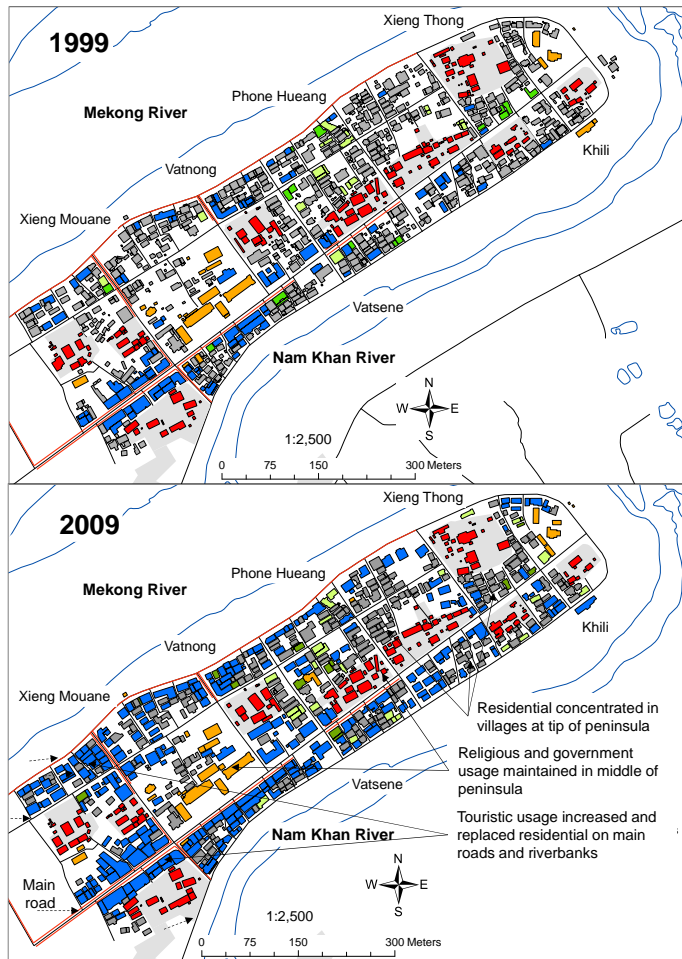 1999
Xieng Thong
Phone Hueang
Mekong River
Vatnong
Khili
Xieng Mouane
Vatsene
Nam Khan River
N
W E
S
1:2,500
0 75 150 300 Meters
2009
Xieng Thong
Phone Hueang
Mekong River
Vatnong
Khili
Xieng Mouane
Residential concentrated in
villages at tip of peninsula
Religious and government
usage maintained in middle of
peninsula
Vatsene
Touristic usage increased and
replaced residential on main
roads and riverbanks
Nam Khan River
Main
road
N
W E
S
1:2,500
0 75 150 300 Meters